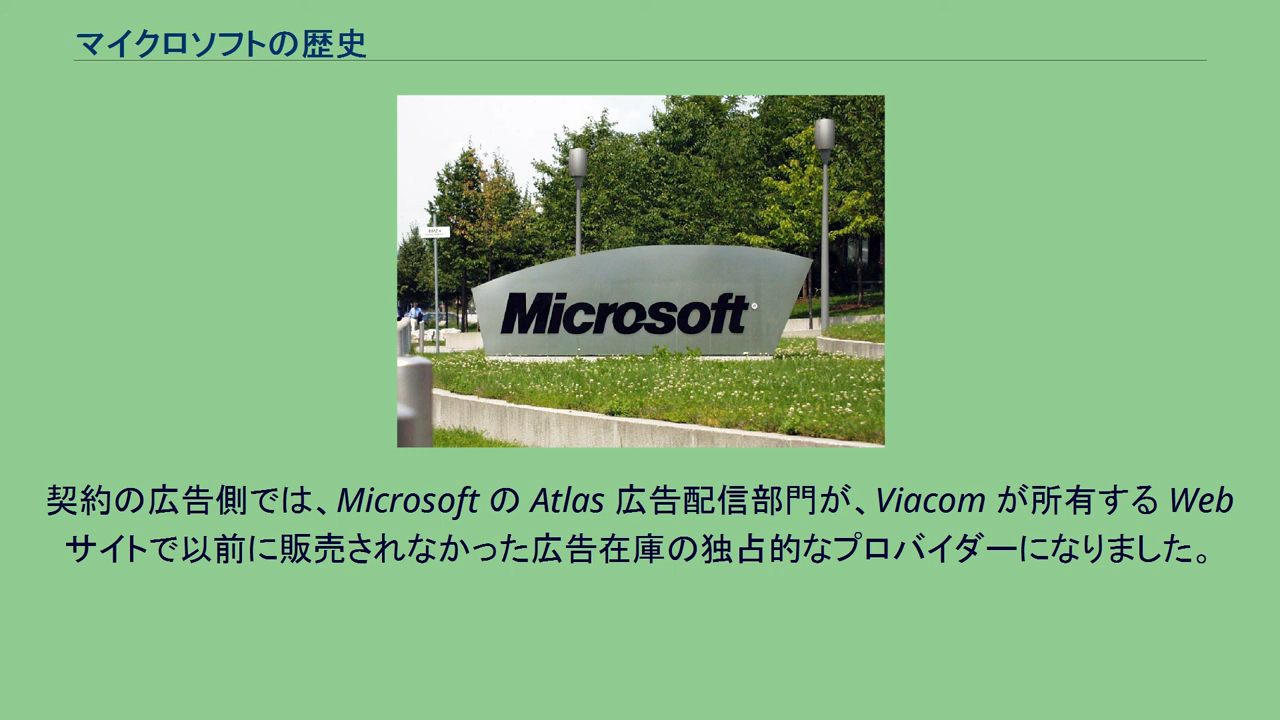 マイクロソフトの歴史
Microsoft
契約の広告側では、Microsoft の Atlas 広告配信部門が、Viacom が所有する Web
サイトで以前に販売されなかった広告在庫の独占的なプロバイダーになりました。